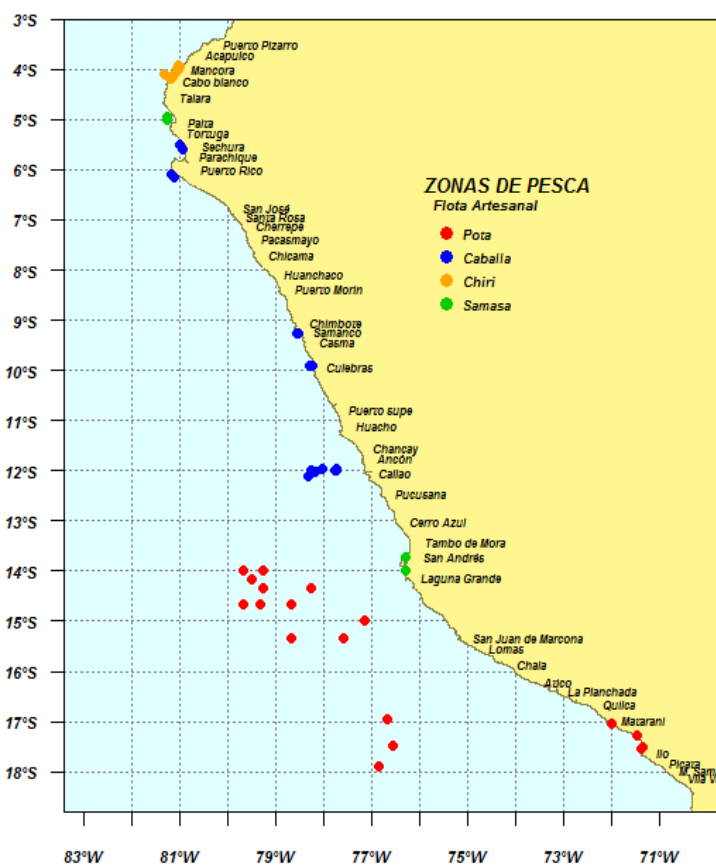 3°S
Puerto Pizarro
Acapulco
4°S
Mancora
Cabo blanco
Talara
5°S
Paita
Tortuga
Sechura
Parachique
6°S
Puerto Rico
ZONAS DE PESCA
Flota Artesanal
San José
7°S
Santa Rosa
Cherrepe
Pota
Pacasmayo
Chicama
Caballa
8°S
Huanchaco
Chiri
Puerto Morin
Samasa
9°S
Chimbote
Samanco
Casma
10°S
Culebras
Puerto supe
11°S
Huacho
Chancay
Ancón
12°S
Callao
Pucusana
13°S
Cerro Azul
Tambo de Mora
San Andrés
14°S
Laguna Grande
15°S
San Juan de Marcona
Lomas
Chala
16°S
Atico
La Planchada
Quilca
17°S
Matarani
Ilo
Picata
18°S
M. Sam
Vila Vi
83°W 81°W 79°W 77°W 75°W 73°W 71°W